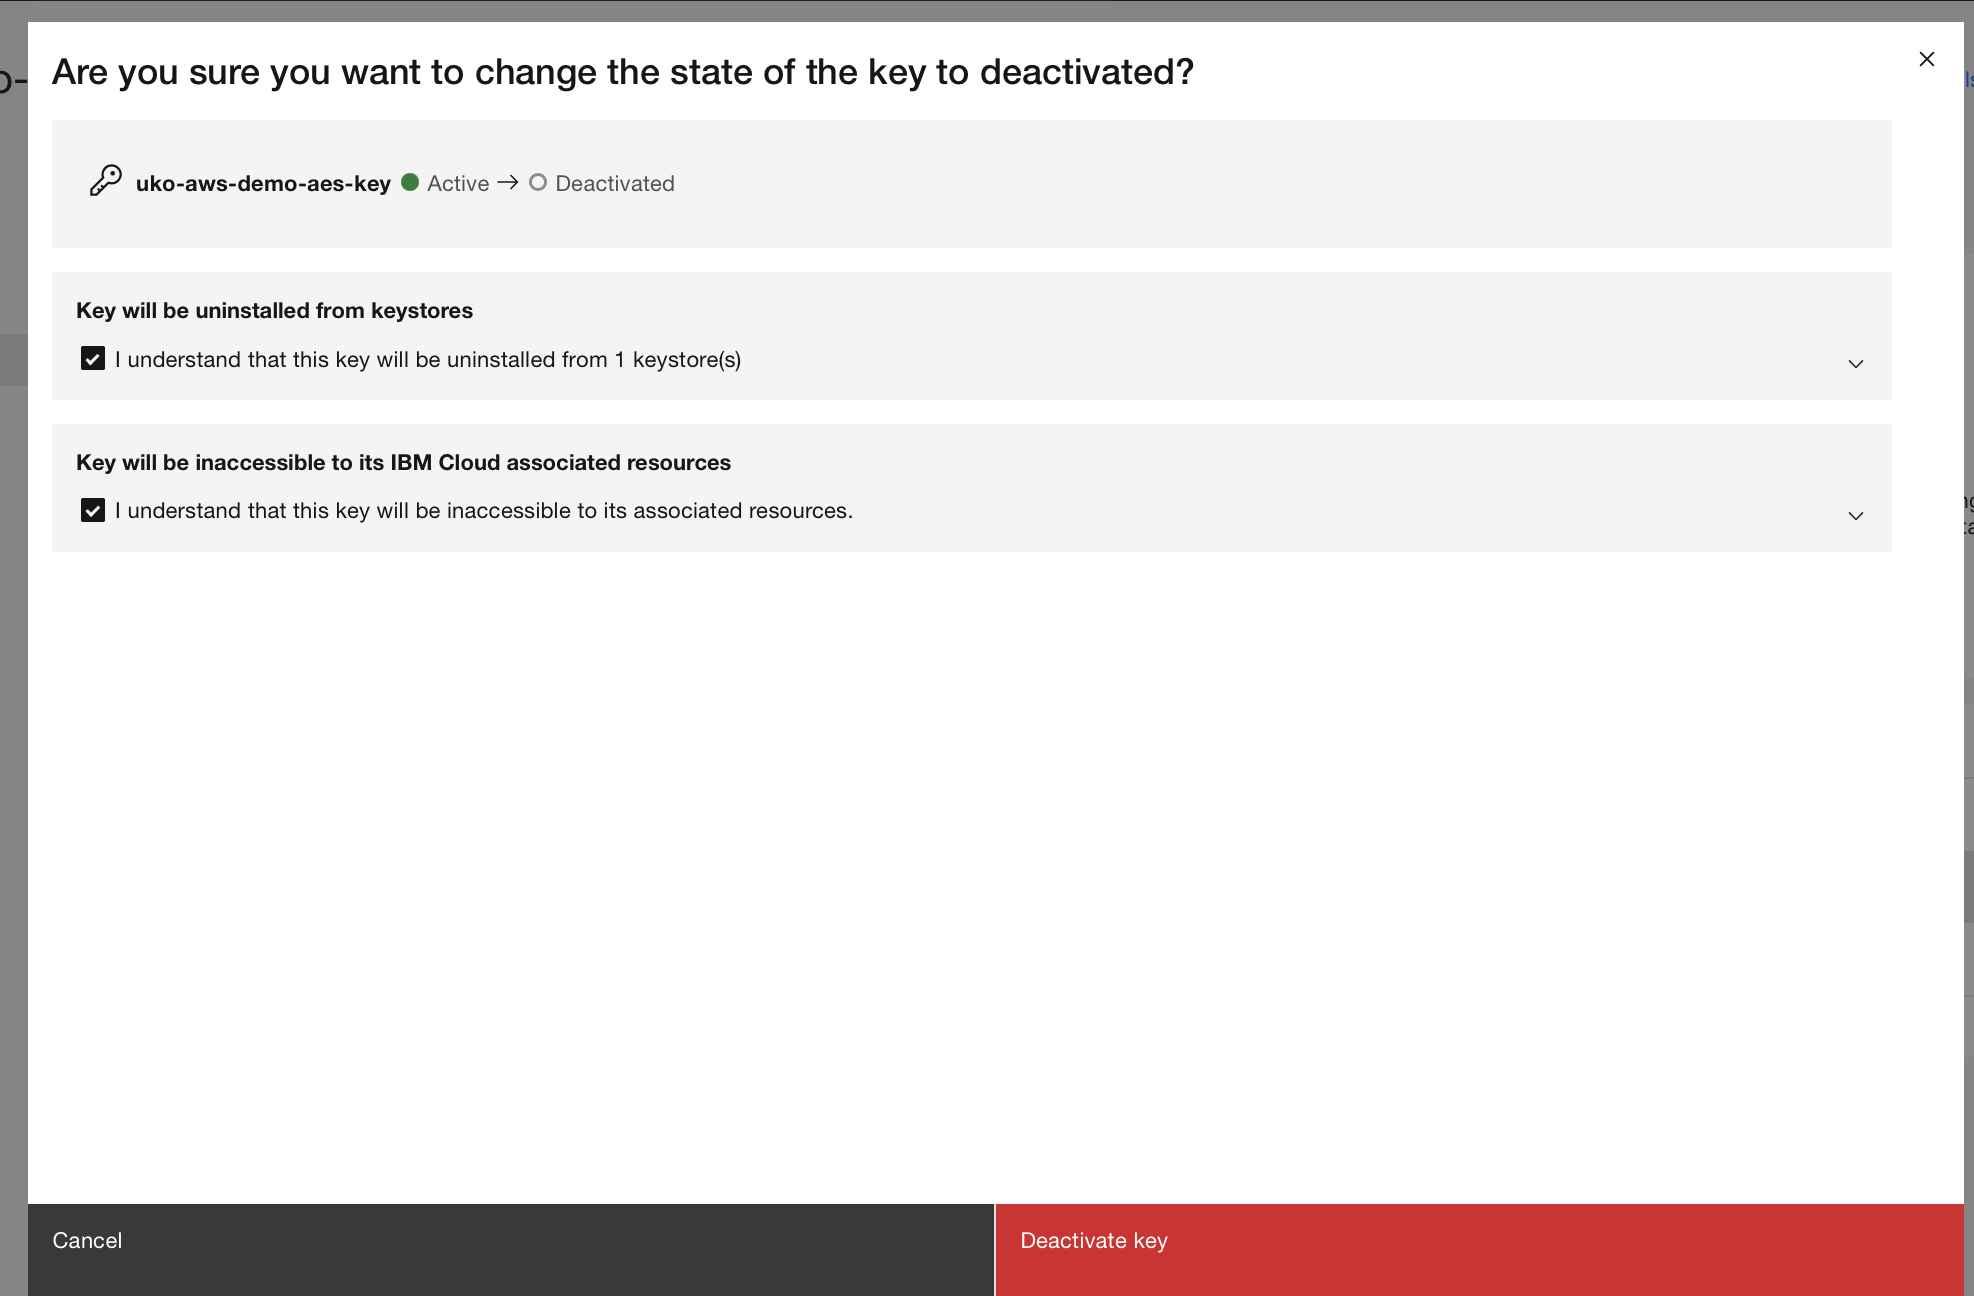 Are you sure you want to change the state of the key to deactivated?
uko-aws-demo-aes-key Active → Deactivated
Key will be uninstalled from keystores
I understand that this key will be uninstalled from 1 keystore(s)
Key will be inaccessible to its IBM Cloud associated resources
I understand that this key will be inaccessible to its associated resources.
Cancel
Deactivate key